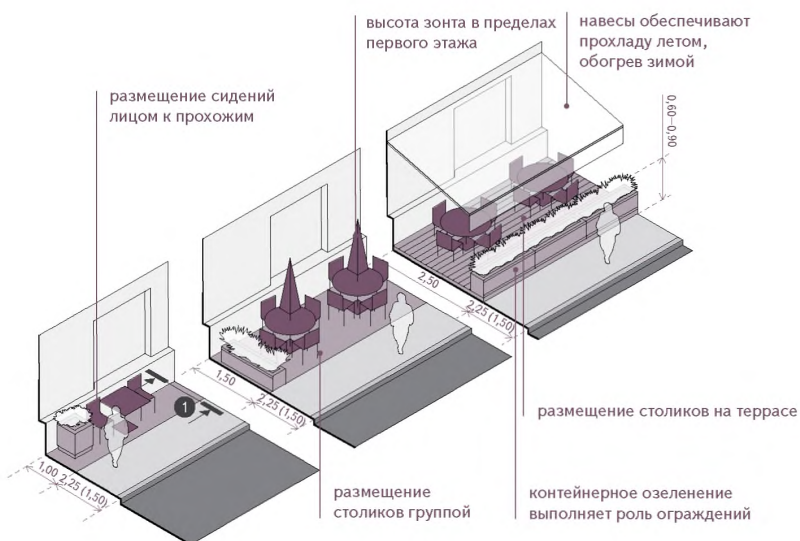 высота зонта в пределах
первого этажа
навесы обеспечивают
прохладу летом,
обогрев зимой
размещение сидений
лицом к прохожим
0,60–0,90
2,50
2,25 (1,50)
1,50
2,25 (1,50)
1
1,00
2,25 (1,50)
размещение столиков на террасе
размещение
столиков группой
контейнерное озеленение
выполняет роль ограждений